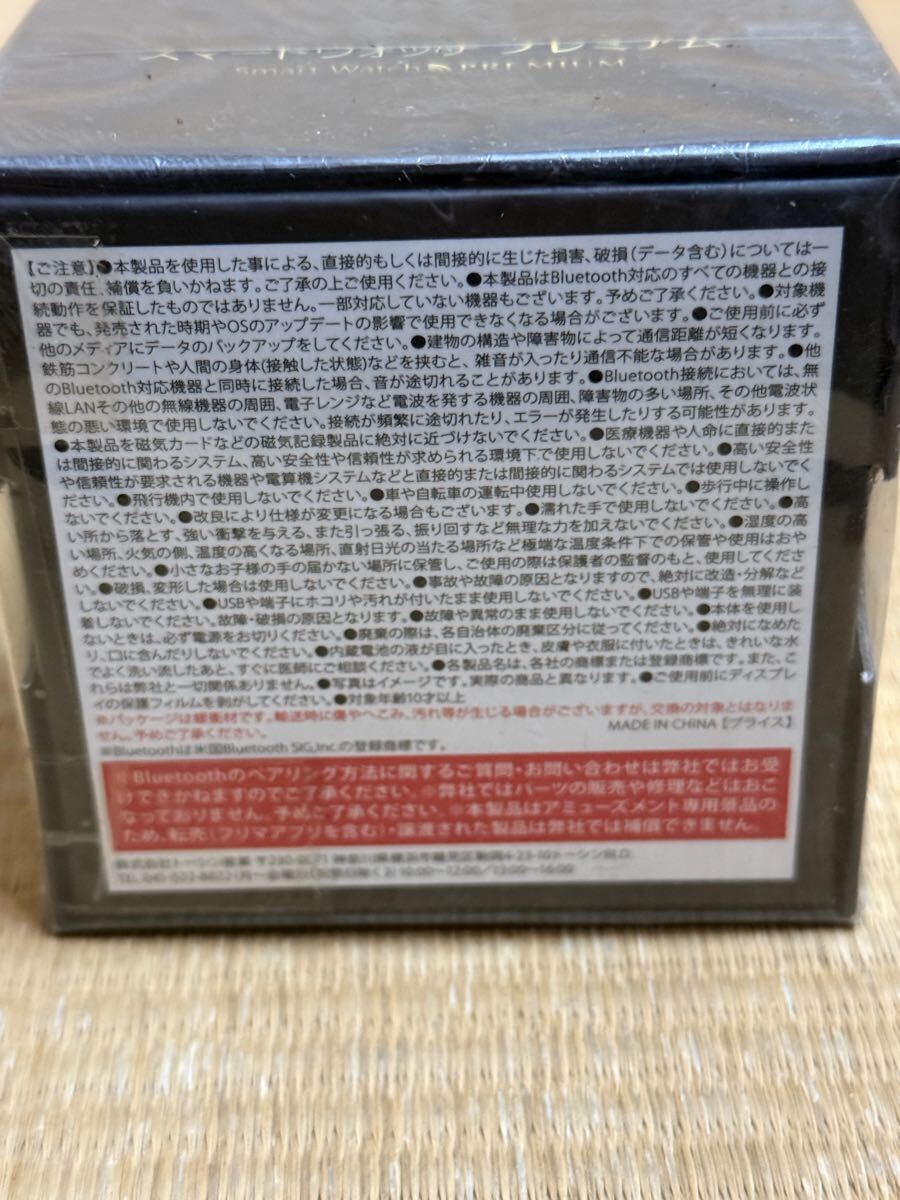 スマートウォッチ プレミアム
Smart Watch PREMIUM
【ご注意】●本製品を使用した事による、直接的もしくは間接的に生じた損害、破損(データ含む)については一
切の責任、補償を負いかねます。ご了承の上ご使用ください。●本製品はBluetooth対応のすべての機器との接
続動作を保証したものではありません。一部対応していない機器もございます。予めご了承ください。●対象機
器でも、発売された時期やOSのアップデートの影響で使用できなくなる場合がございます。●ご使用前に必ず
他のメディアにデータのバックアップをしてください。●建物の構造や障害物によって通信距離が短くなります。
鉄筋コンクリートや人間の身体(接触した状態)などを挟むと、雑音が入ったり通信不能な場合があります。●他
のBluetooth対応機器と同時に接続した場合、音が途切れることがあります。●Bluetooth接続においては、無
線LANその他の無線機器の周囲、電子レンジなど電波を発する機器の周囲、障害物の多い場所、その他電波状
態の悪い環境で使用しないでください。接続が頻繁に途切れたり、エラーが発生したりする可能性があります。
●本製品を磁気カードなどの磁気記録製品に絶対に近づけないでください。●医療機器や人命に直接的また
は間接的に関わるシステム、高い安全性や信頼性が求められる環境下で使用しないでください。●高い安全性
や信頼性が要求される機器や電算機システムなどと直接的または間接的に関わるシステムでは使用しないでく
ださい。●飛行機内で使用しないでください。●車や自転車の運転中使用しないでください。●歩行中に操作し
ないでください。●改良により仕様が変更になる場合もございます。●濡れた手で使用しないでください。●高
い所から落とす、強い衝撃を与える、また引っ張る、振り回すなど無理な力を加えないでください。●湿度の高
い場所、火気の側、温度の高くなる場所、直射日光の当たる場所など極端な温度条件下での保管や使用はおや
めください。●小さなお子様の手の届かない場所に保管し、ご使用の際は保護者の監督のもと、使用してくださ
い。●破損、変形した場合は使用しないでください。●事故や故障の原因となりますので、絶対に改造・分解など
しないでください。●USBや端子にホコリや汚れが付いたまま使用しないでください。●USBや端子を無理に装
着しないでください。故障・破損の原因となります。●故障や異常のまま使用しないでください。●本体を使用し
ないときは、必ず電源をお切りください。●廃棄の際は、各自治体の廃棄区分に従ってください。●絶対になめた
り、口に含んだりしないでください。●内蔵電池の液が目に入ったとき、皮膚や衣服に付いたときは、きれいな水
でよく洗い流したあと、すぐに医師にご相談ください。●各製品名は、各社の商標または登録商標です。また、こ
れらは弊社と一切関係ありません。●写真はイメージです。実際の商品と異なります。●ご使用前にディスプレ
イの保護フィルムを剥がしてください。●対象年齢10才以上
※パッケージは緩衝材です。輸送時に傷やへこみ、汚れ等が生じる場合がございますが、交換の対象とはなりま
せん。予めご了承ください。 MADE IN CHINA 【プライス】
※Bluetoothは米国Bluetooth SIG,Inc.の登録商標です。
※Bluetoothのペアリング方法に関するご質問・お問い合わせは弊社ではお受
けできかねますのでご了承ください。※弊社ではパーツの販売や修理などはおこ
なっておりません。予めご了承ください。※本製品はアミューズメント専用景品の
ため、転売(フリマアプリを含む)・譲渡された製品は弊社では補償できません。
株式会社トーシン産業 〒230-0071 神奈川県横浜市鶴見区駒岡4-23-10トーシンBLD.
TEL 045-522-8622(月～金曜日(祝祭日除く)) 10:00～12:00／13:00～16:00